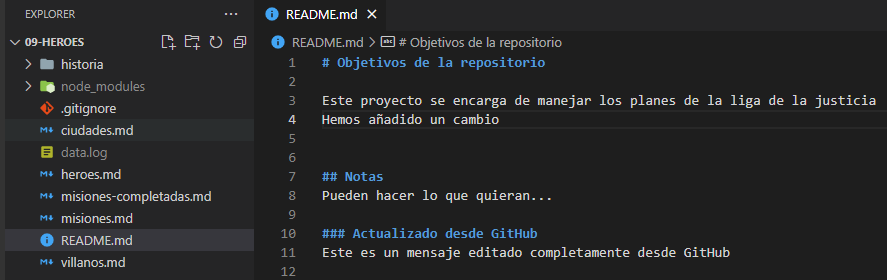 EXPLORER
...
README.md
09-HEROES
README.md > # Objetivos de la repositorio
historia
node_modules
.gitignore
ciudades.md
data.log
heroes.md
misiones-completadas.md
misiones.md
README.md
villanos.md
1 # Objetivos de la repositorio
2
3 Este proyecto se encarga de manejar los planes de la liga de la justicia
4 Hemos añadido un cambio
5
6
7 ## Notas
8 Pueden hacer lo que quieran...
9
10 ### Actualizado desde GitHub
11 Este es un mensaje editado completamente desde GitHub
12